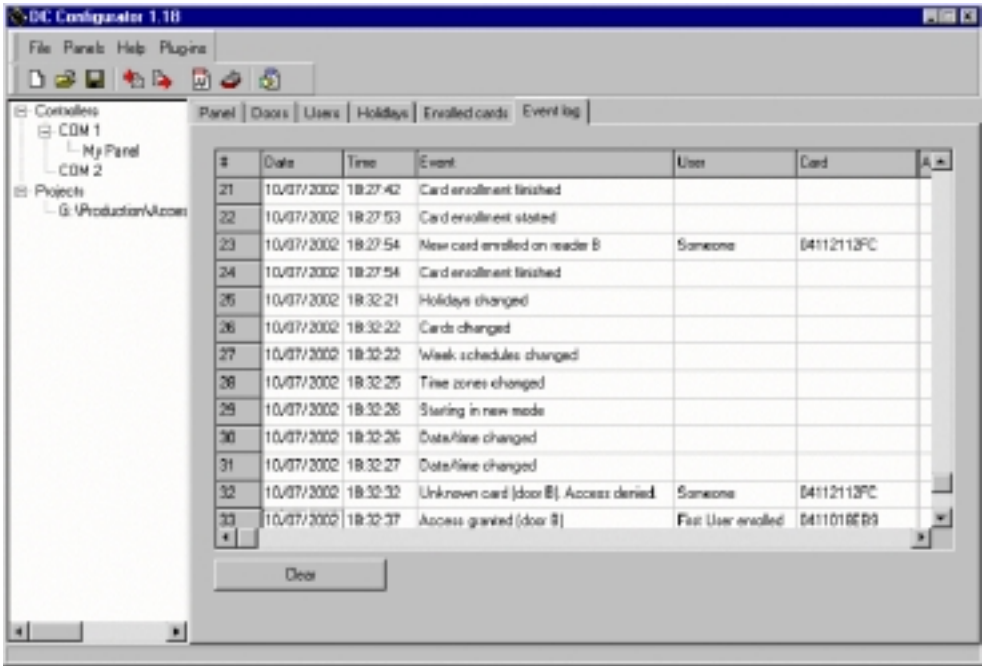 DC Configurator 1.18
File Panels Help Plug-ins
Controllers
COM 1
My Panel
COM 2
Projects
G:\Production\Acces
Panel Doors Users Holidays Enrolled cards Event log
# Date Time Event User Card A
21 10/07/2002 18:27:42 Card enrollment finished
22 10/07/2002 18:27:53 Card enrollment started
23 10/07/2002 18:27:54 New card enrolled on reader B Someone 04112112FC
24 10/07/2002 18:27:54 Card enrollment finished
25 10/07/2002 18:32:21 Holidays changed
26 10/07/2002 18:32:22 Cards changed
27 10/07/2002 18:32:22 Week schedules changed
28 10/07/2002 18:32:25 Time zones changed
29 10/07/2002 18:32:26 Starting in new mode
30 10/07/2002 18:32:26 Date/time changed
31 10/07/2002 18:32:27 Date/time changed
32 10/07/2002 18:32:32 Unknown card (door B). Access denied. Someone 04112112FC
33 10/07/2002 18:32:37 Access granted (door B) First User enrolled
Clear